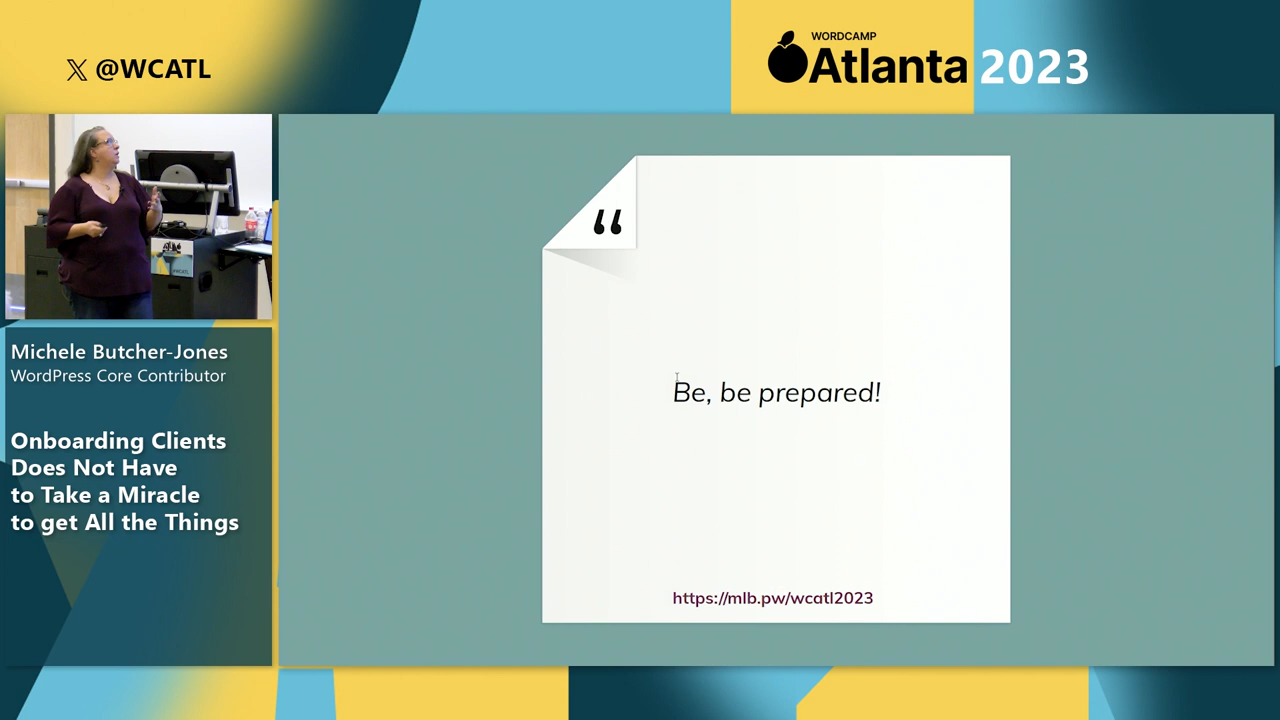 𝕏 @WCATL
WORDCAMP
Atlanta 2023
#WCATL
Michele Butcher-Jones
WordPress Core Contributor
Onboarding Clients
Does Not Have
to Take a Miracle
to get All the Things
“
Be, be prepared!
https://mlb.pw/wcatl2023